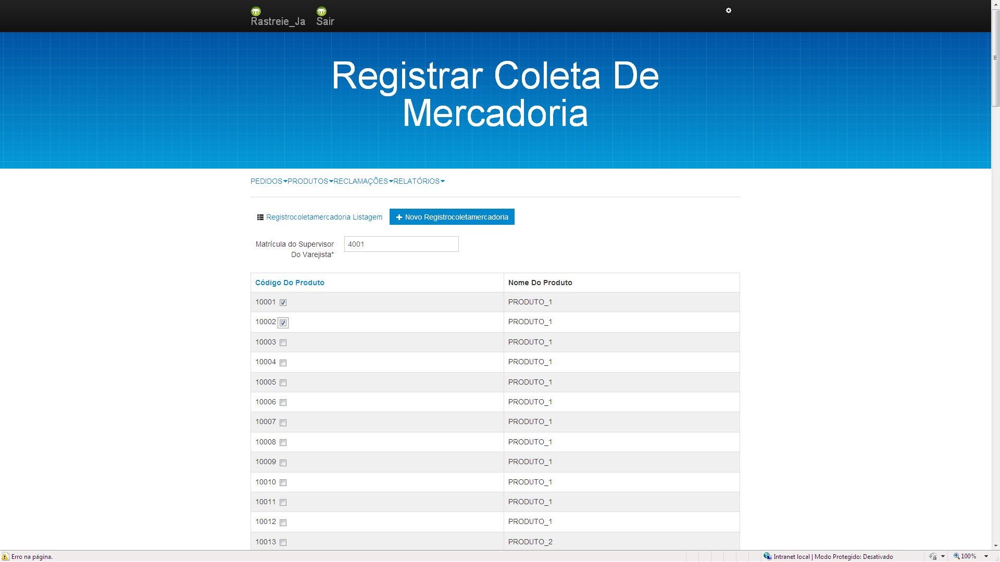 Rastreie_Ja Sair
Registrar Coleta De
Mercadoria
PEDIDOS PRODUTOS RECLAMAÇÕES RELATÓRIOS
Registrocoletamercadoria Listagem Novo Registrocoletamercadoria
Matrícula do Supervisor
Do Varejista*
4001
Código Do Produto Nome Do Produto
10001 PRODUTO_1
10002 PRODUTO_1
10003 PRODUTO_1
10004 PRODUTO_1
10005 PRODUTO_1
10006 PRODUTO_1
10007 PRODUTO_1
10008 PRODUTO_1
10009 PRODUTO_1
10010 PRODUTO_1
10011 PRODUTO_1
10012 PRODUTO_1
10013 PRODUTO_2
Erro na página. Intranet local | Modo Protegido: Desativado 100%